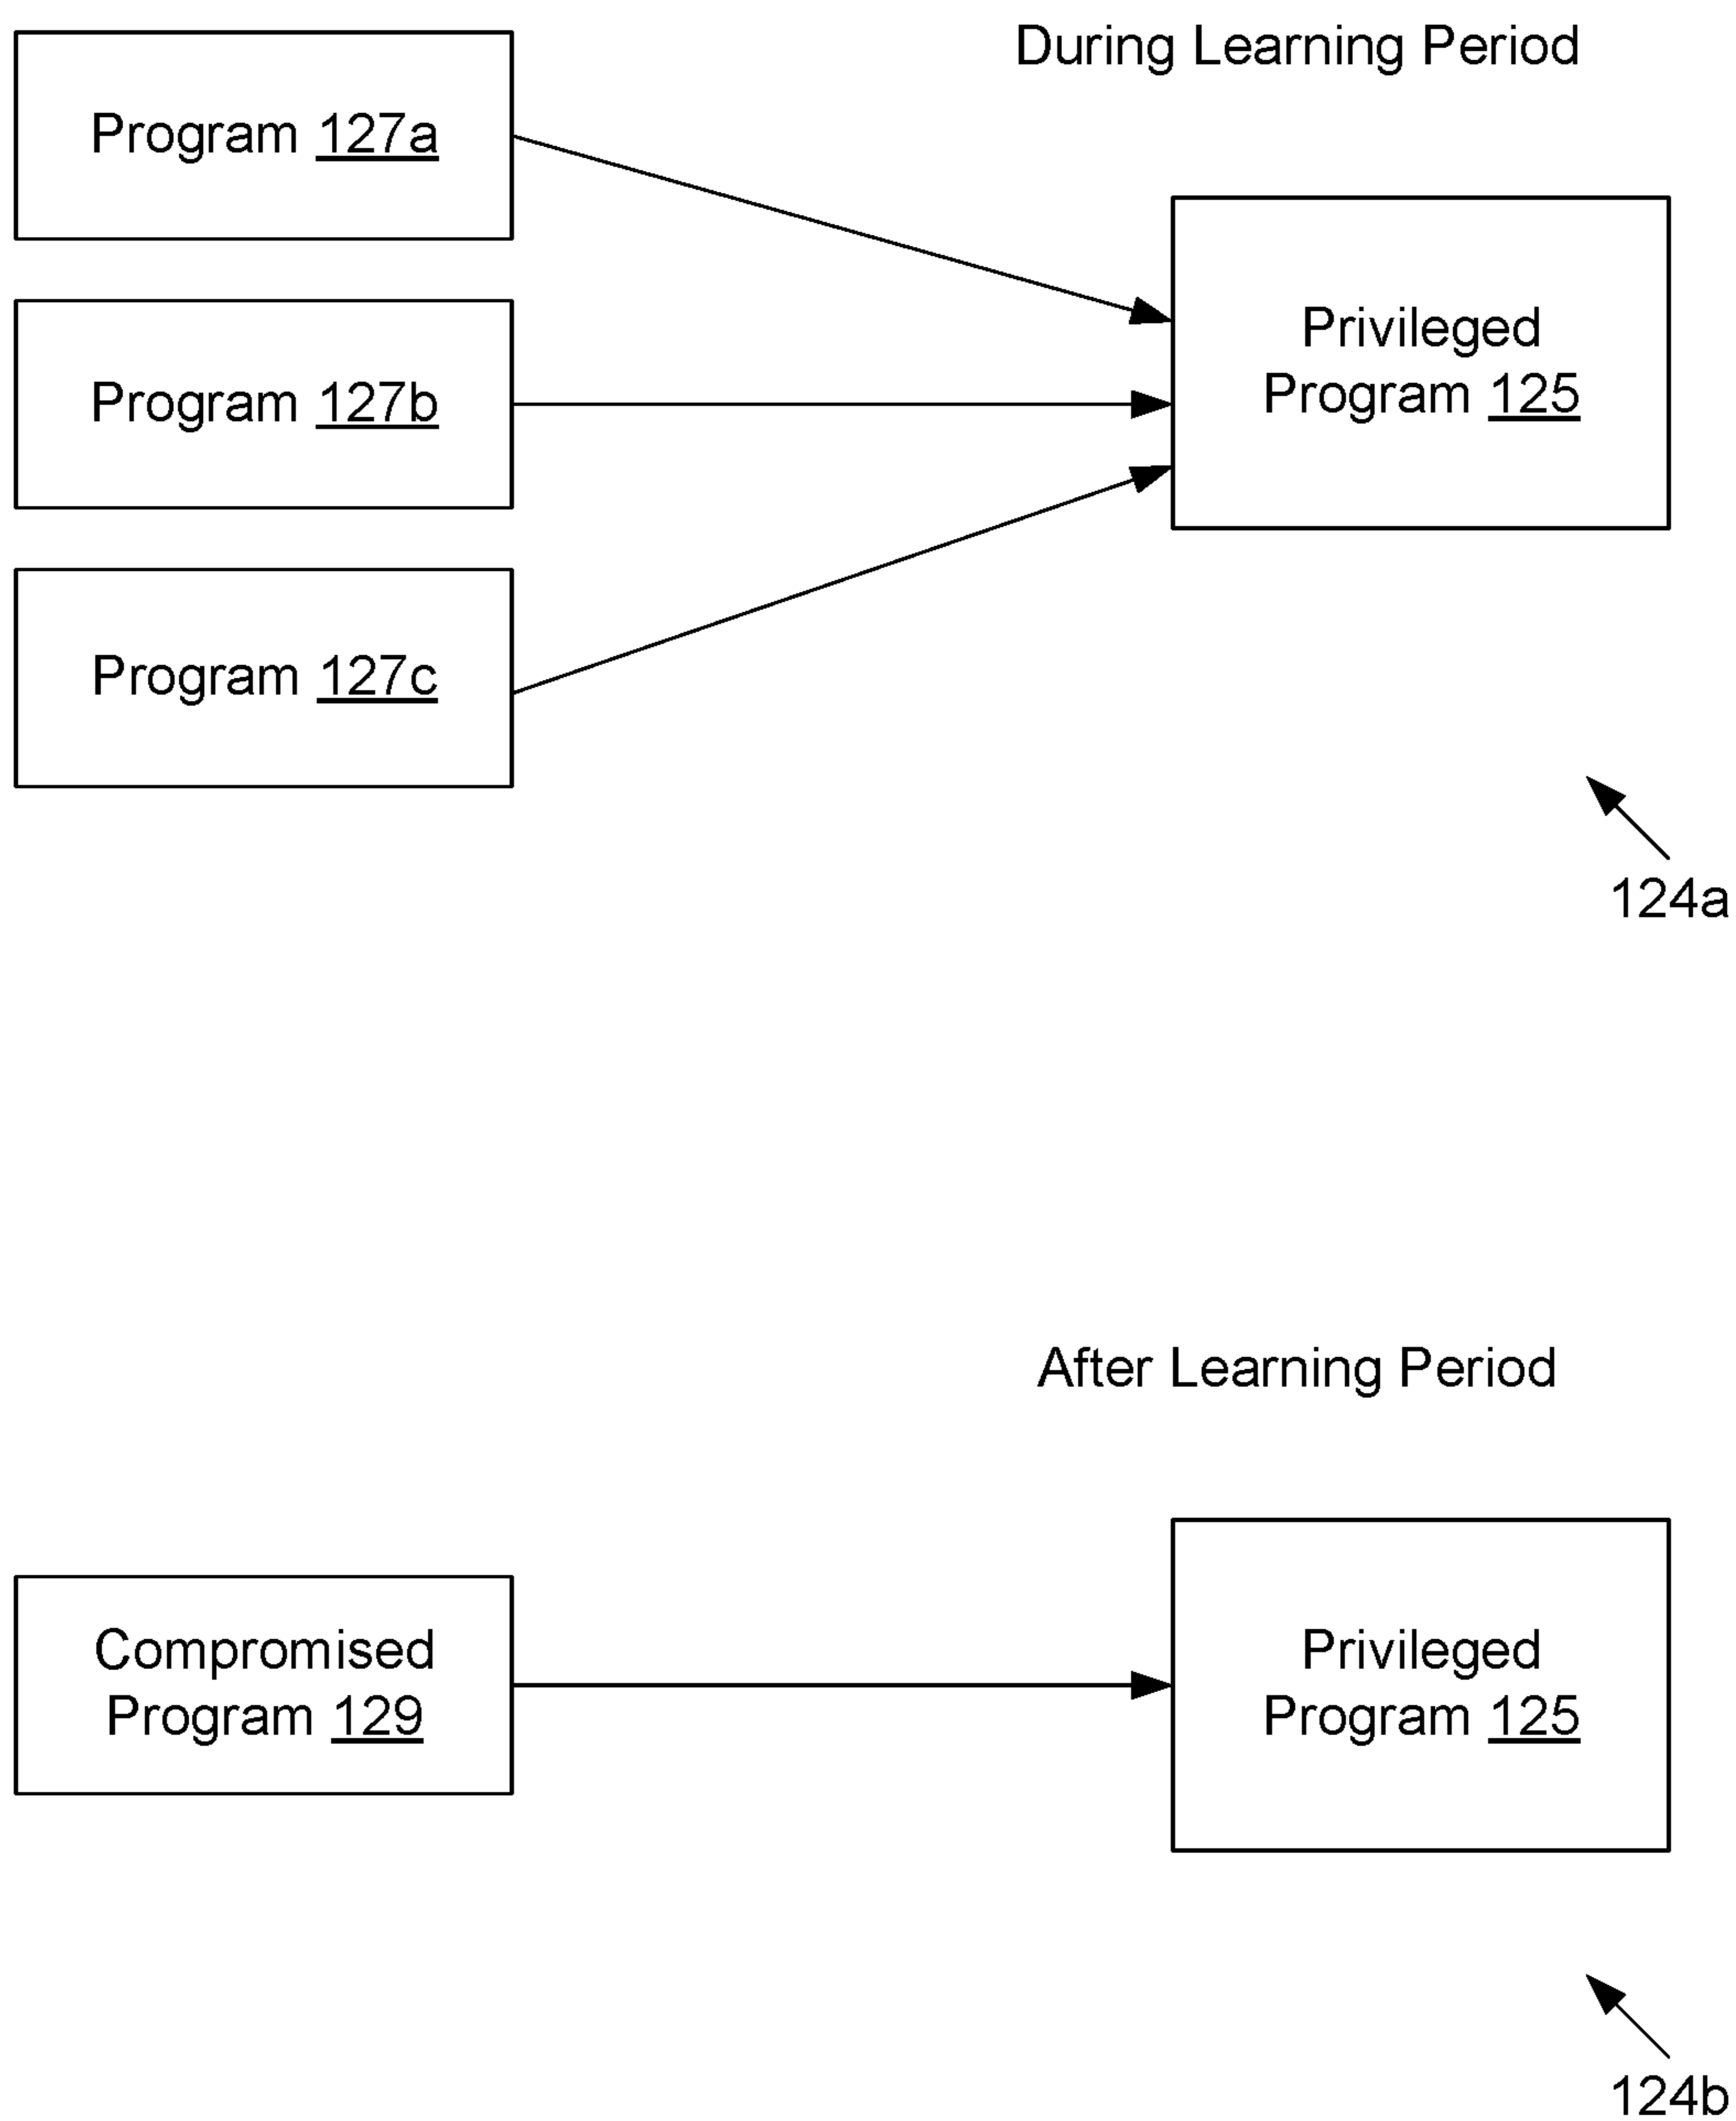 During Learning Period
Program 127a
Privileged
Program 125
Program 127b
Program 127c
124a
After Learning Period
Compromised
Program 129
Privileged
Program 125
124b